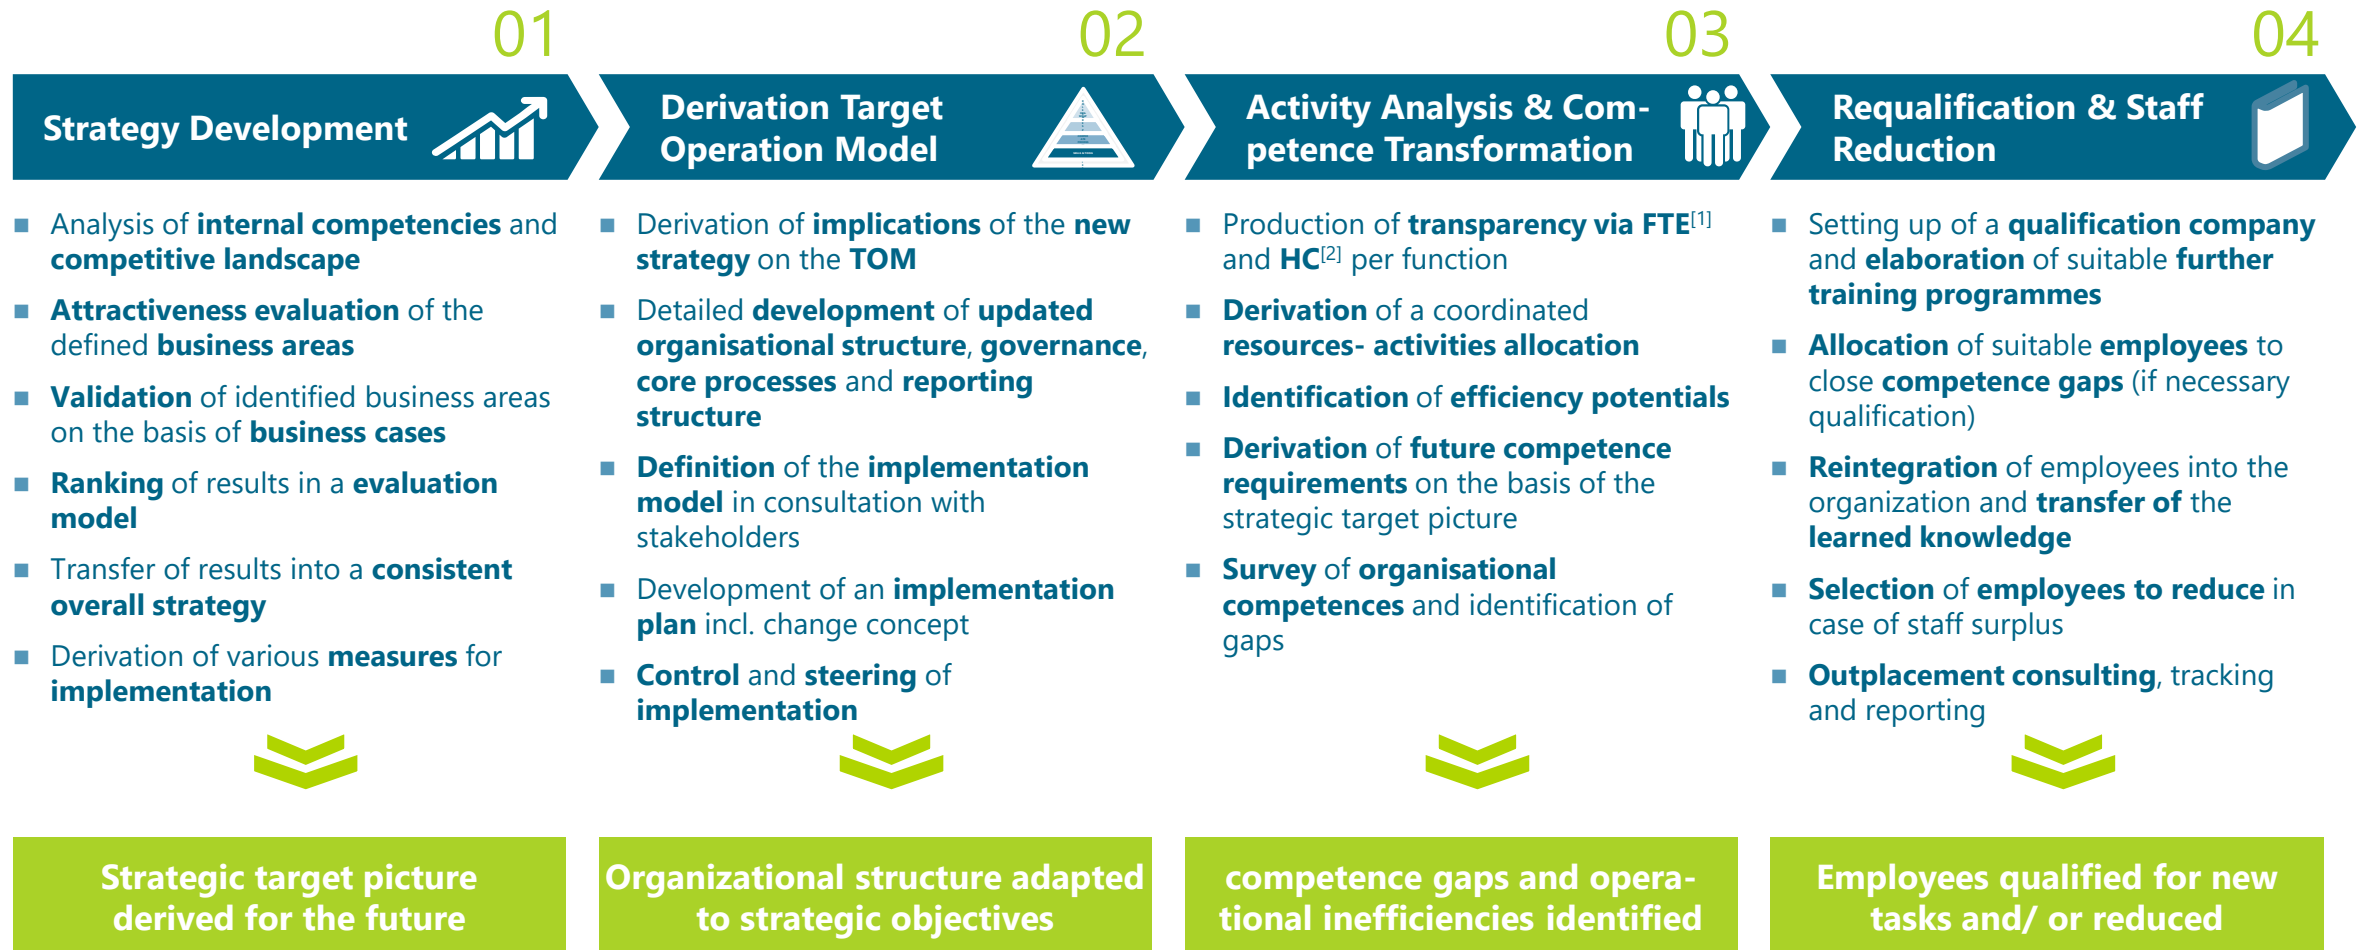 01
Strategy Development
■ Analysis of internal competencies and
competitive landscape
■ Attractiveness evaluation of the
defined business areas
■ Validation of identified business areas
on the basis of business cases
■ Ranking of results in a evaluation
model
■ Transfer of results into a consistent
overall strategy
■ Derivation of various measures for
implementation
Strategic target picture
derived for the future
02
Derivation Target
Operation Model
■ Derivation of implications of the new
strategy on the TOM
■ Detailed development of updated
organisational structure, governance,
core processes and reporting
structure
■ Definition of the implementation
model in consultation with
stakeholders
■ Development of an implementation
plan incl. change concept
■ Control and steering of
implementation
Organizational structure adapted
to strategic objectives
03
Activity Analysis & Com-
petence Transformation
■ Production of transparency via FTE[1]
and HC[2] per function
■ Derivation of a coordinated
resources- activities allocation
■ Identification of efficiency potentials
■ Derivation of future competence
requirements on the basis of the
strategic target picture
■ Survey of organisational
competences and identification of
gaps
competence gaps and opera-
tional inefficiencies identified
04
Requalification & Staff
Reduction
■ Setting up of a qualification company
and elaboration of suitable further
training programmes
■ Allocation of suitable employees to
close competence gaps (if necessary
qualification)
■ Reintegration of employees into the
organization and transfer of the
learned knowledge
■ Selection of employees to reduce in
case of staff surplus
■ Outplacement consulting, tracking
and reporting
Employees qualified for new
tasks and/ or reduced